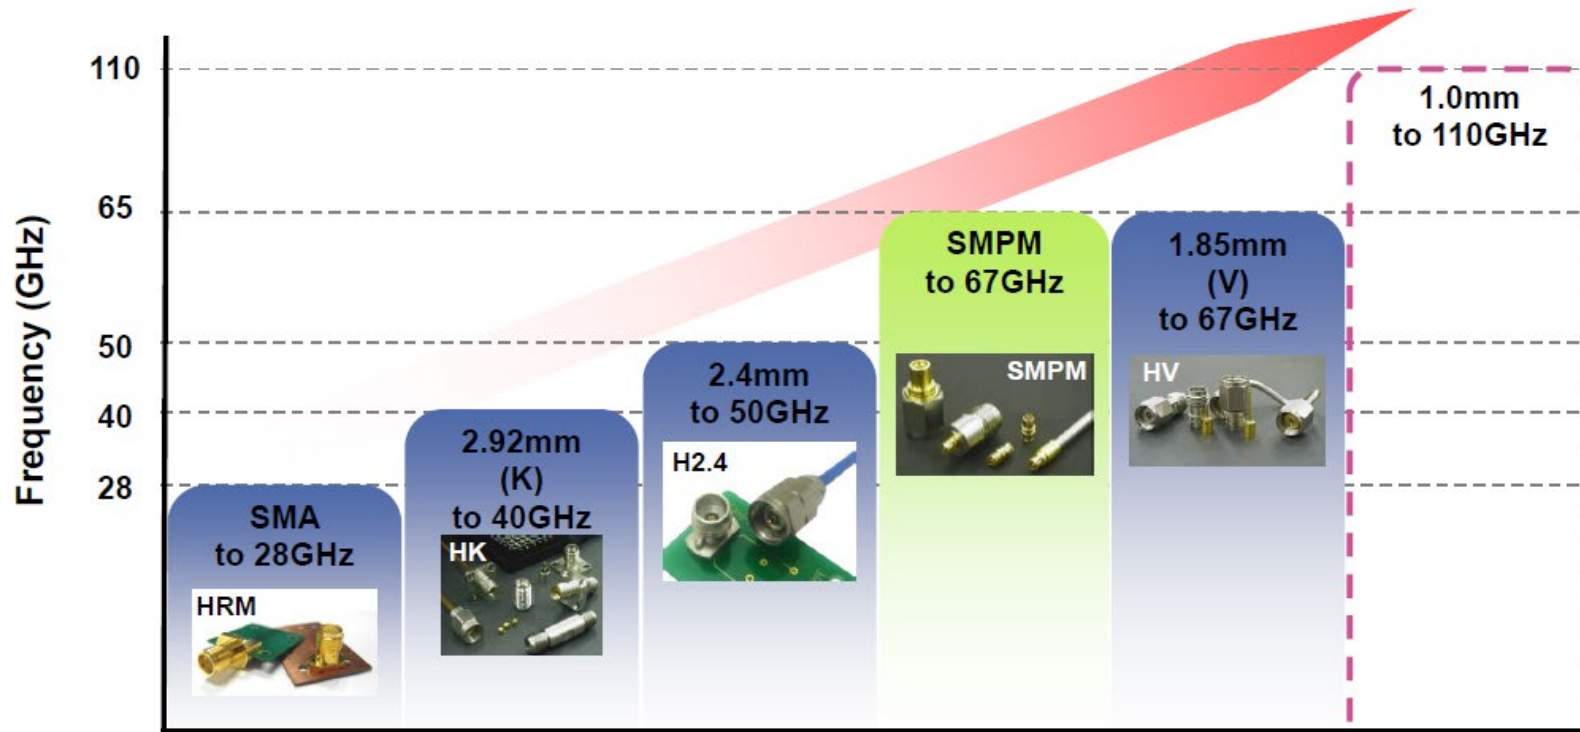 Frequency (GHz)
110
65
50
40
28
SMA
to 28GHz
HRM
2.92mm
(K)
to 40GHz
HK
2.4mm
to 50GHz
H2.4
SMPM
to 67GHz
SMPM
1.85mm
(V)
to 67GHz
HV
1.0mm
to 110GHz